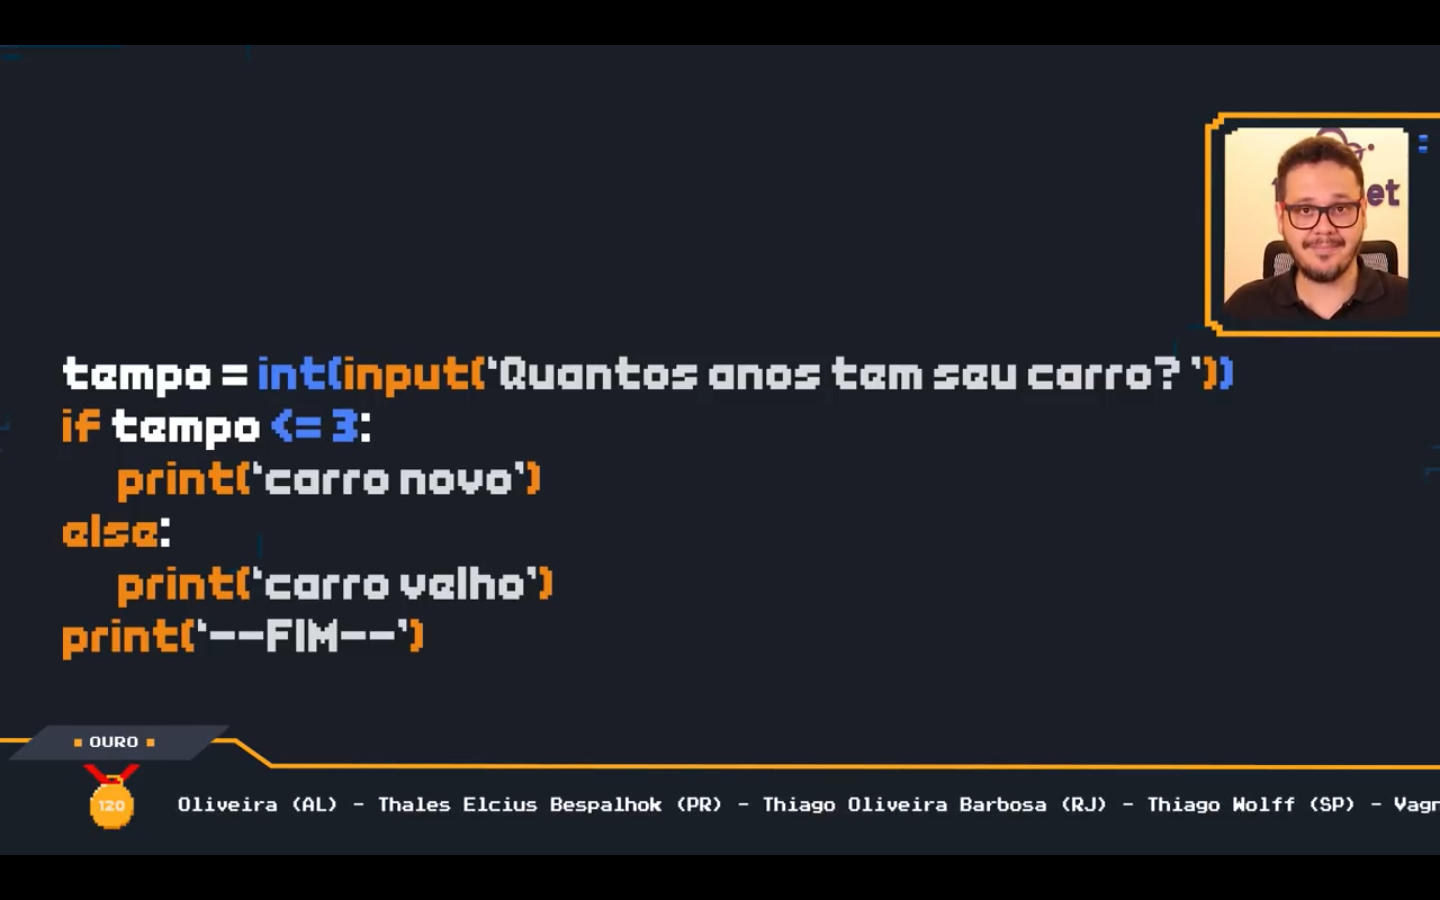 et
tempo = int(input(‘Quantos anos tem seu carro? ’))
if tempo <= 3:
print(‘carro novo’)
else:
print(‘carro velho’)
print(‘--FIM--’)
OURO
120
Oliveira (AL) - Thales Elcius Bespalhok (PR) - Thiago Oliveira Barbosa (RJ) - Thiago Wolff (SP) - Vagn